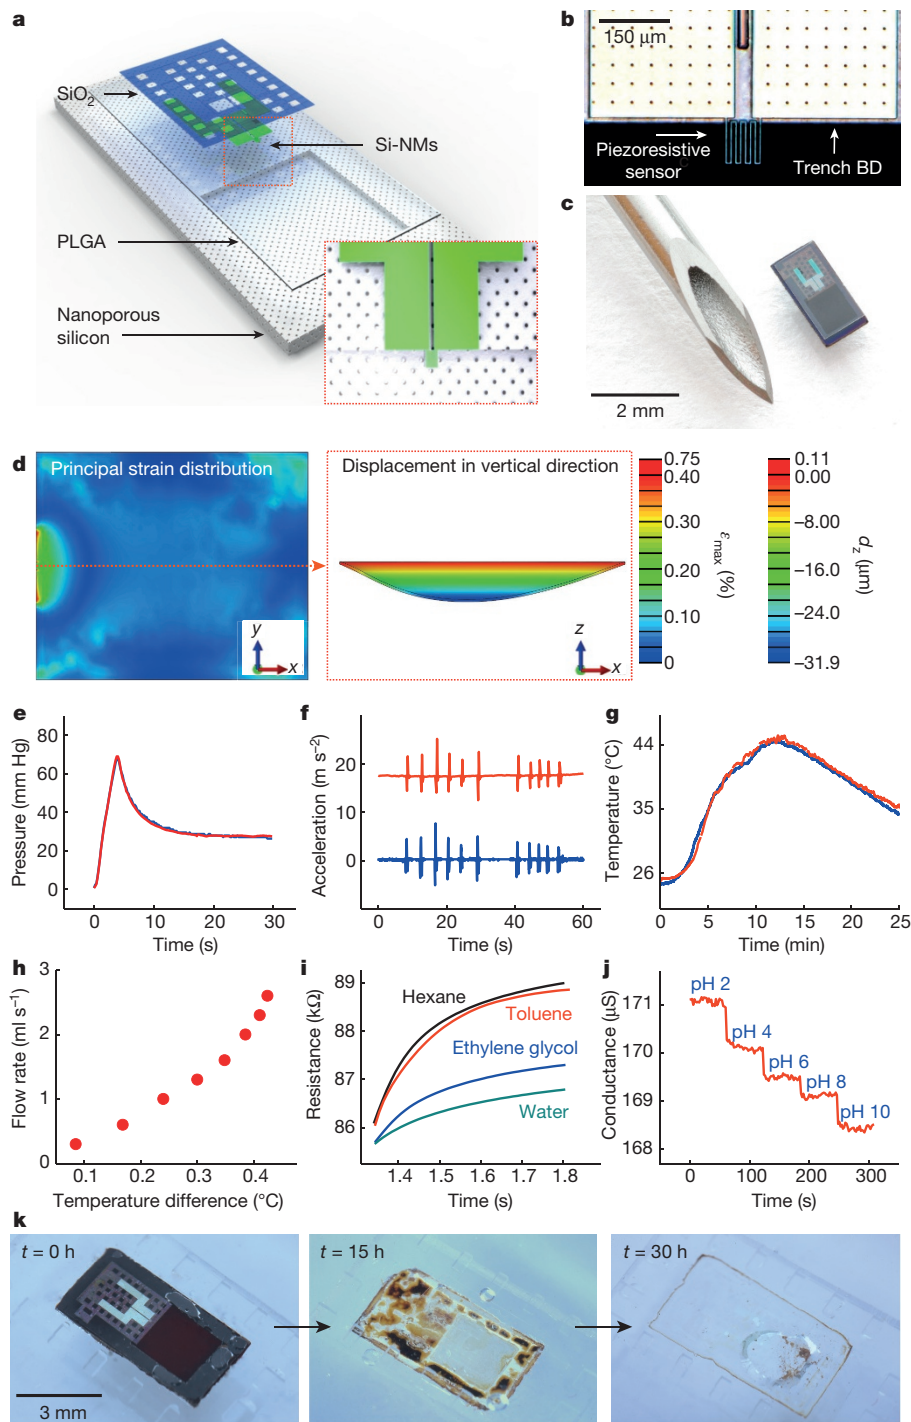 a
SiO2
Si-NMs
PLGA
Nanoporous
silicon
b
150 μm
Piezoresistive
sensor
c
Trench BD
c
2 mm
d
Principal strain distribution
y
x
Displacement in vertical direction
z
x
0.75
0.40
0.30
0.20
0.10
0
εmax (%)
0.11
0.00
−8.00
−16.0
−24.0
−31.9
dz (μm)
e
Pressure (mm Hg)
80
60
40
20
0
0 10 20 30
Time (s)
f
Acceleration (m s−2)
20
10
0
0 20 40 60
Time (s)
g
Temperature (°C)
44
35
26
0 5 10 15 20 25
Time (min)
h
Flow rate (ml s−1)
3
2
1
0
0.1 0.2 0.3 0.4
Temperature difference (°C)
i
Resistance (kΩ)
89
88
87
86
Hexane
Toluene
Ethylene glycol
Water
1.4 1.5 1.6 1.7 1.8
Time (s)
j
Conductance (μS)
171
170
169
168
pH 2
pH 4
pH 6
pH 8
pH 10
0 100 200 300
Time (s)
k
t = 0 h
3 mm
t = 15 h
t = 30 h